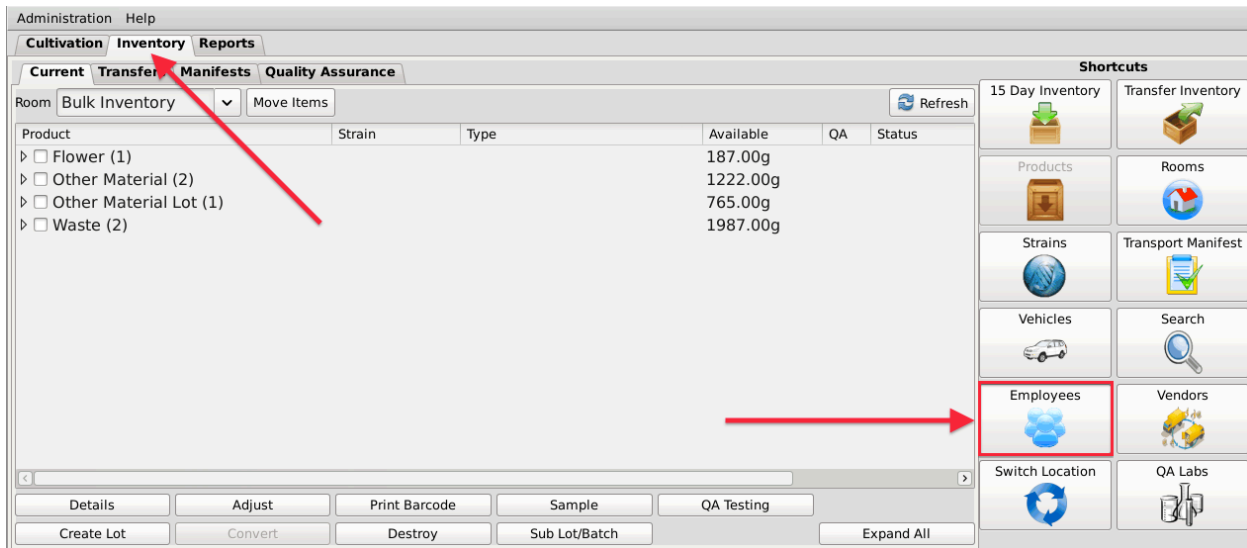 Administration Help
Cultivation Inventory Reports
Current Transfers Manifests Quality Assurance
Room Bulk Inventory Move Items Refresh
Product Strain Type Available QA Status
Flower (1) 187.00g
Other Material (2) 1222.00g
Other Material Lot (1) 765.00g
Waste (2) 1987.00g
Details Adjust Print Barcode Sample QA Testing
Create Lot Convert Destroy Sub Lot/Batch Expand All
Shortcuts
15 Day Inventory Transfer Inventory
Products Rooms
Strains Transport Manifest
Vehicles Search
Employees Vendors
Switch Location QA Labs